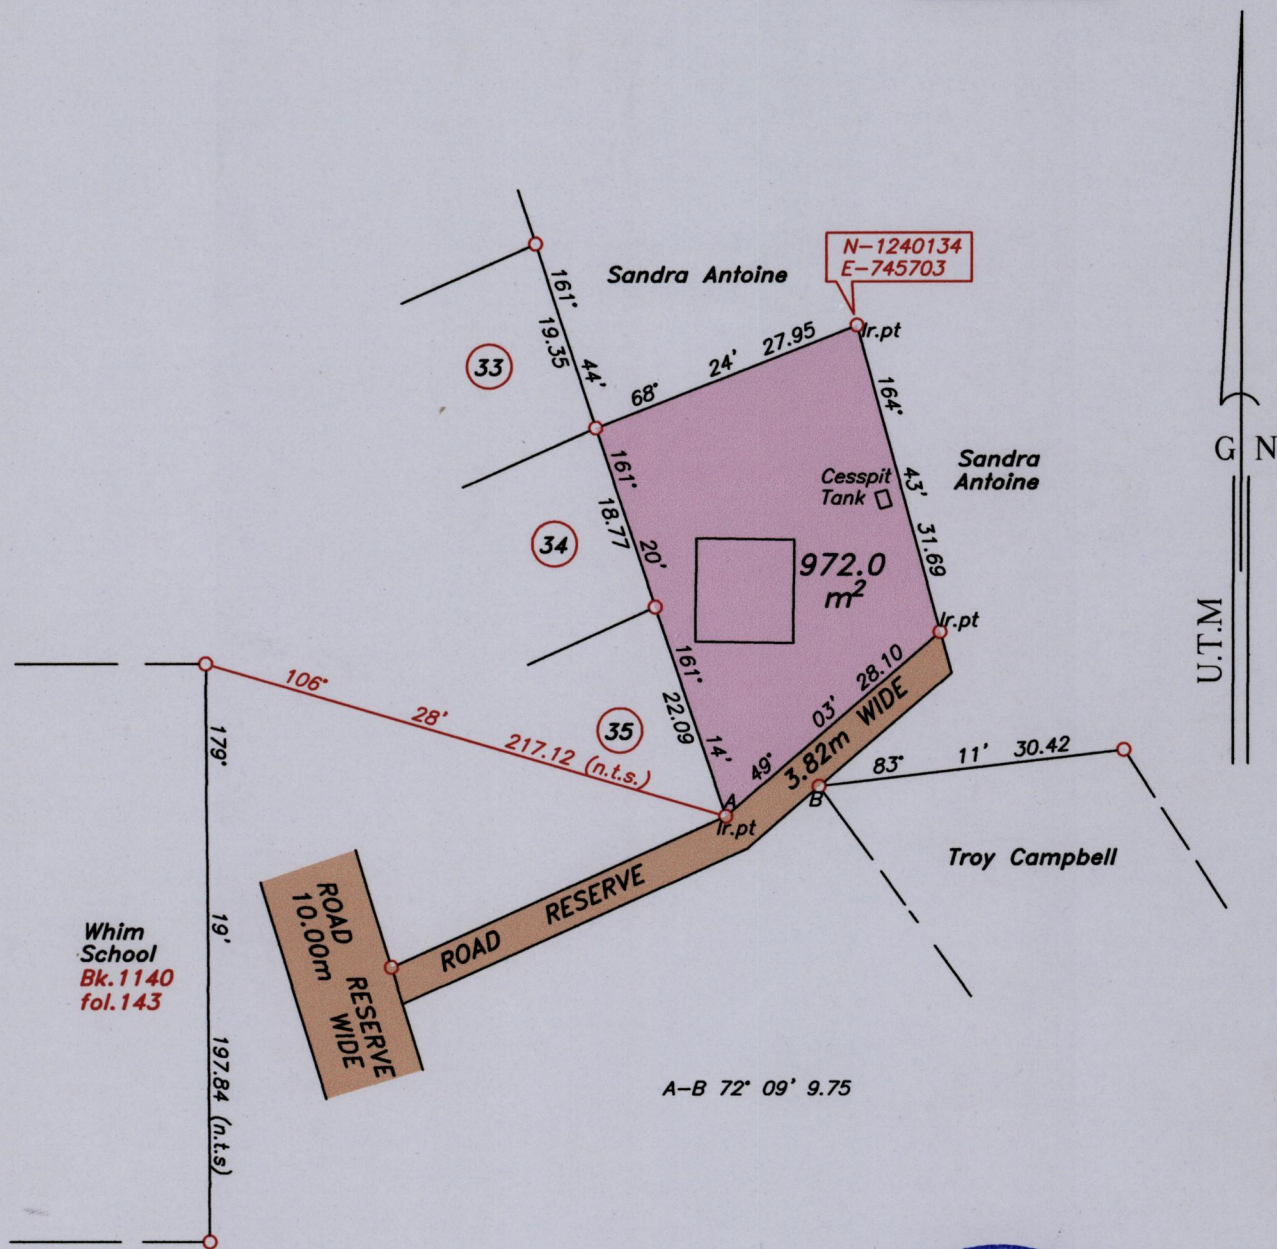 N-1240134
E-745703
Sandra Antoine
161° 44'
19.35
33
68° 24' 27.95
Ir.pt
164° 43' 31.69
161° 20'
18.77
34
Cesspit
Tank
Sandra
Antoine
G N
U.T.M.
972.0
m²
Ir.pt
161° 14'
22.09
35
106° 28' 217.12 (n.t.s.)
49° 03' 28.10
3.82m WIDE
A
Ir.pt
B
83° 11' 30.42
Troy Campbell
ROAD RESERVE
ROAD RESERVE
10.00m WIDE
179° 19' 197.84 (n.t.s)
Whim
School
Bk.1140
fol.143
A-B 72° 09' 9.75